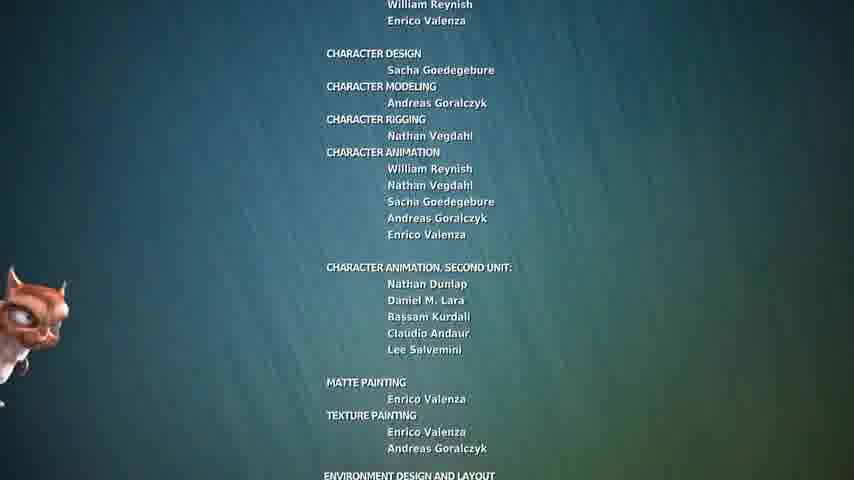 William Reynish
Enrico Valenza
CHARACTER DESIGN
Sacha Goedegebure
CHARACTER MODELING
Andreas Goralczyk
CHARACTER RIGGING
Nathan Vegdahl
CHARACTER ANIMATION
William Reynish
Nathan Vegdahl
Sacha Goedegebure
Andreas Goralczyk
Enrico Valenza
CHARACTER ANIMATION, SECOND UNIT:
Nathan Dunlap
Daniel M. Lara
Bassam Kurdali
Claudio Andaur
Lee Salvemini
MATTE PAINTING
Enrico Valenza
TEXTURE PAINTING
Enrico Valenza
Andreas Goralczyk
ENVIRONMENT DESIGN AND LAYOUT